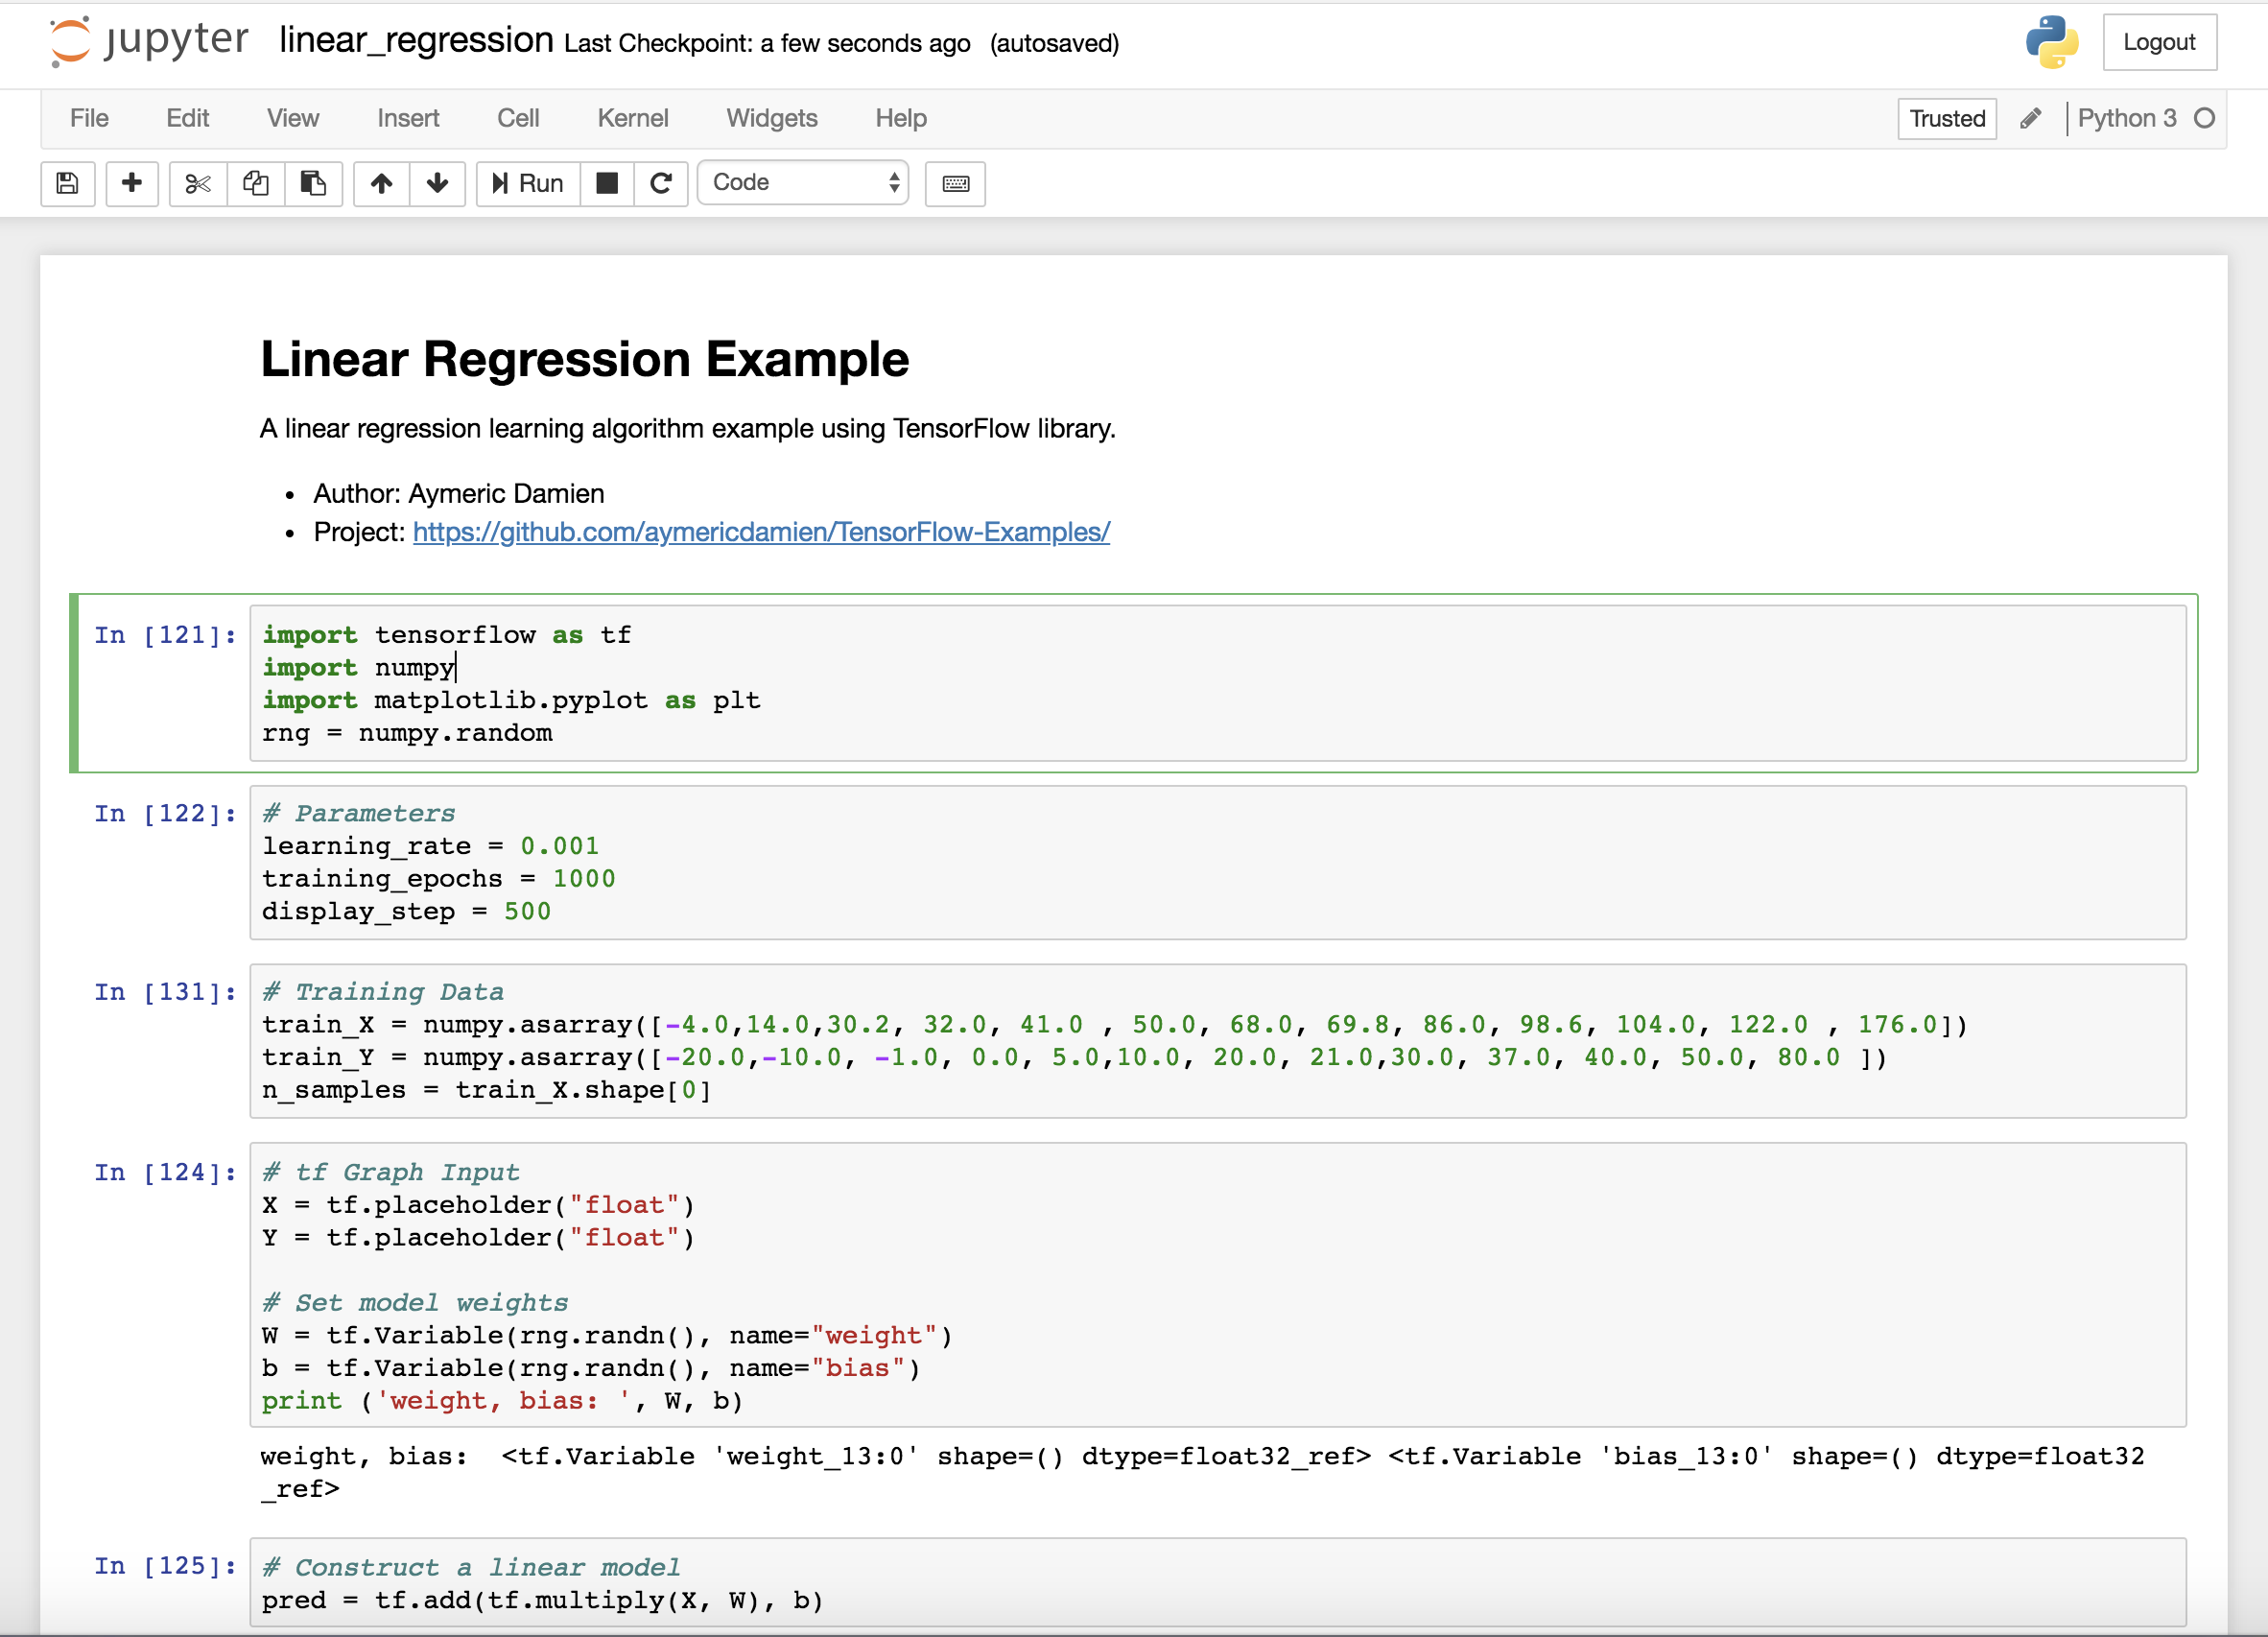 jupyter linear_regression Last Checkpoint: a few seconds ago (autosaved) Logout
File Edit View Insert Cell Kernel Widgets Help Trusted Python 3
Run Code
Linear Regression Example
A linear regression learning algorithm example using TensorFlow library.
• Author: Aymeric Damien
• Project: https://github.com/aymericdamien/TensorFlow-Examples/
In [121]: import tensorflow as tf
import numpy
import matplotlib.pyplot as plt
rng = numpy.random
In [122]: # Parameters
learning_rate = 0.001
training_epochs = 1000
display_step = 500
In [131]: # Training Data
train_X = numpy.asarray([-4.0,14.0,30.2, 32.0, 41.0 , 50.0, 68.0, 69.8, 86.0, 98.6, 104.0, 122.0 , 176.0])
train_Y = numpy.asarray([-20.0,-10.0, -1.0, 0.0, 5.0,10.0, 20.0, 21.0,30.0, 37.0, 40.0, 50.0, 80.0 ])
n_samples = train_X.shape[0]
In [124]: # tf Graph Input
X = tf.placeholder("float")
Y = tf.placeholder("float")
# Set model weights
W = tf.Variable(rng.randn(), name="weight")
b = tf.Variable(rng.randn(), name="bias")
print ('weight, bias: ', W, b)
weight, bias:  <tf.Variable 'weight_13:0' shape=() dtype=float32_ref> <tf.Variable 'bias_13:0' shape=() dtype=float32
_ref>
In [125]: # Construct a linear model
pred = tf.add(tf.multiply(X, W), b)